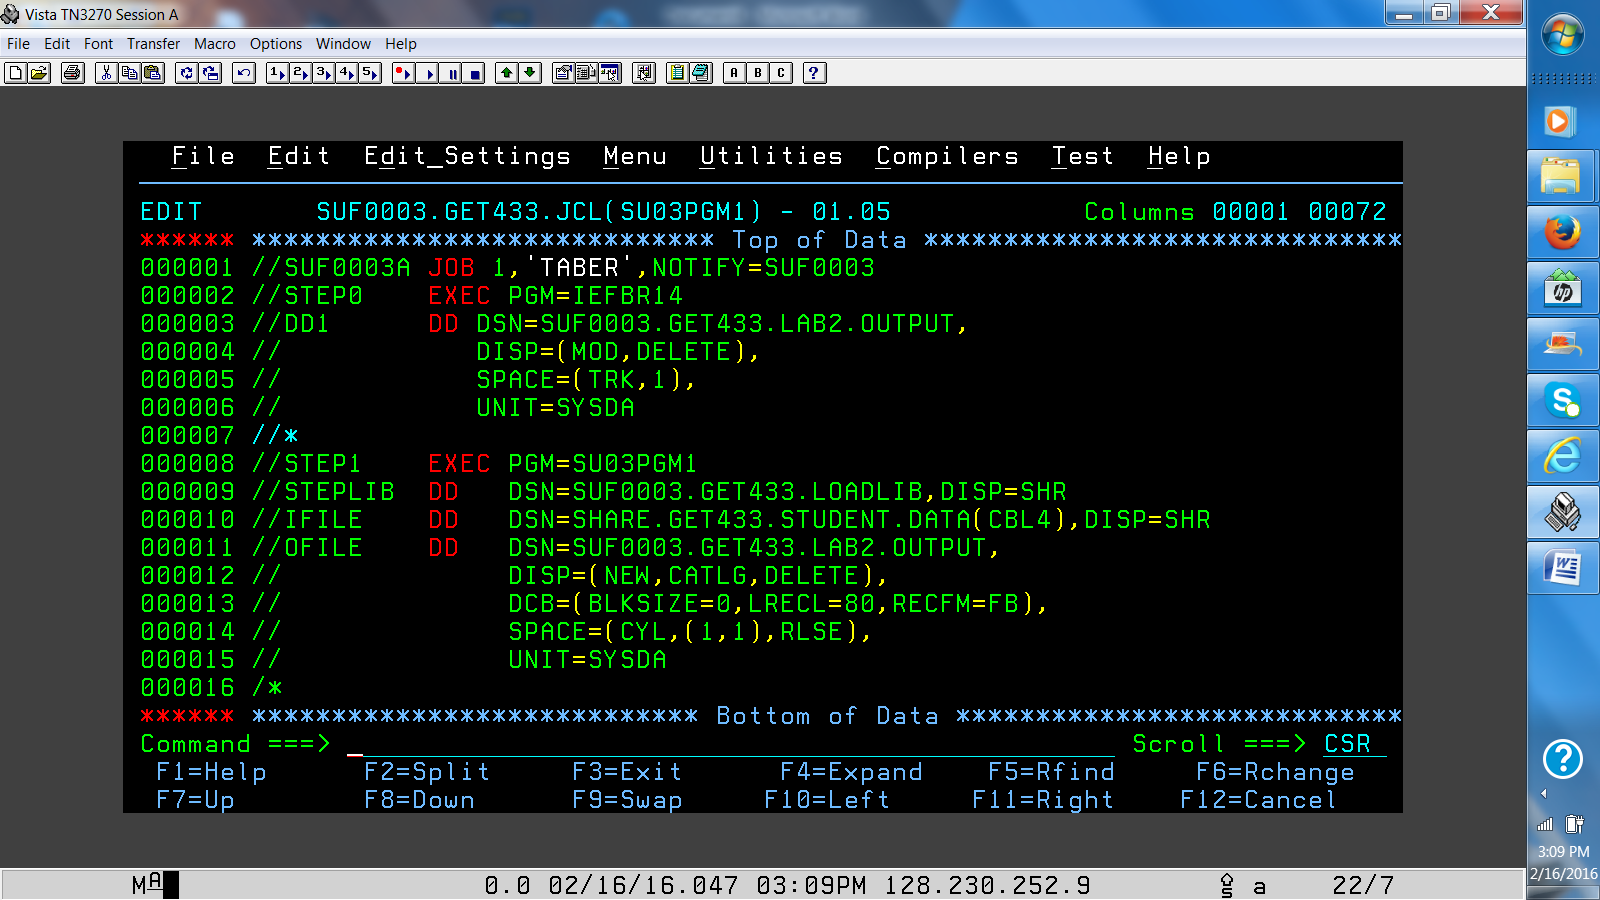 Vista TN3270 Session A
File Edit Font Transfer Macro Options Window Help
1 2 3 4 5 A B C ?
File Edit Edit_Settings Menu Utilities Compilers Test Help
EDIT SUF0003.GET433.JCL(SU03PGM1) - 01.05 Columns 00001 00072
****** ***************************** Top of Data ******************************
000001 //SUF0003A JOB 1,'TABER',NOTIFY=SUF0003
000002 //STEP0    EXEC PGM=IEFBR14
000003 //DD1      DD DSN=SUF0003.GET433.LAB2.OUTPUT,
000004 //            DISP=(MOD,DELETE),
000005 //            SPACE=(TRK,1),
000006 //            UNIT=SYSDA
000007 //*
000008 //STEP1    EXEC PGM=SU03PGM1
000009 //STEPLIB  DD   DSN=SUF0003.GET433.LOADLIB,DISP=SHR
000010 //IFILE    DD   DSN=SHARE.GET433.STUDENT.DATA(CBL4),DISP=SHR
000011 //OFILE    DD   DSN=SUF0003.GET433.LAB2.OUTPUT,
000012 //              DISP=(NEW,CATLG,DELETE),
000013 //              DCB=(BLKSIZE=0,LRECL=80,RECFM=FB),
000014 //              SPACE=(CYL,(1,1),RLSE),
000015 //              UNIT=SYSDA
000016 /*
****** **************************** Bottom of Data ****************************
Command ===> _ Scroll ===> CSR
F1=Help F2=Split F3=Exit F4=Expand F5=Rfind F6=Rchange
F7=Up F8=Down F9=Swap F10=Left F11=Right F12=Cancel
MA 0.0 02/16/16.047 03:09PM 128.230.252.9 a 22/7
hp
S
W
?
3:09 PM
2/16/2016